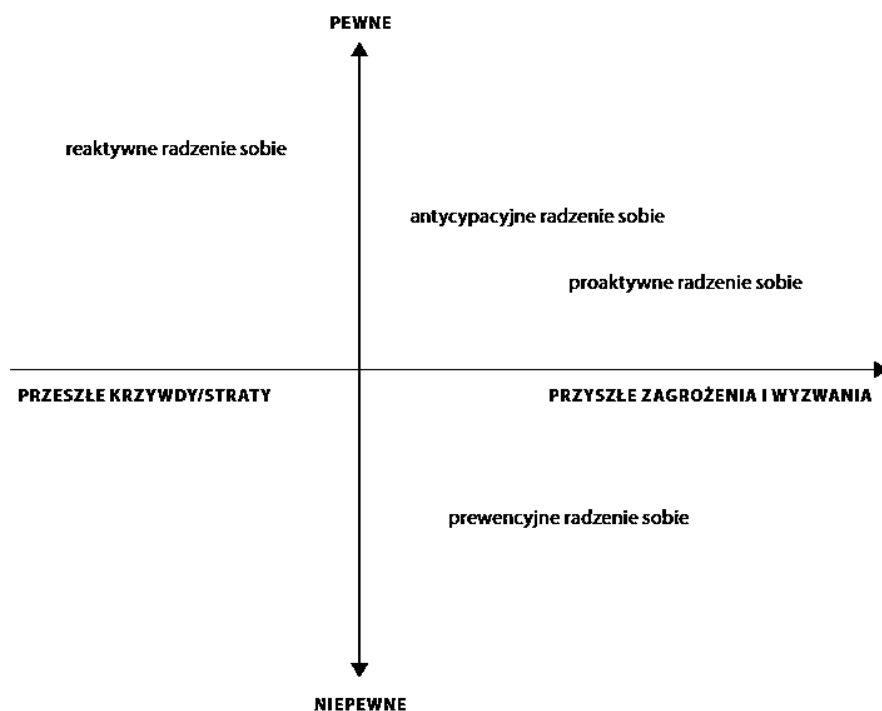 PEWNE
reaktywne radzenie sobie
antycypacyjne radzenie sobie
proaktywne radzenie sobie
PRZESZŁE KRZYWDY/STRATY
PRZYSZŁE ZAGROŻENIA I WYZWANIA
prewencyjne radzenie sobie
NIEPEWNE